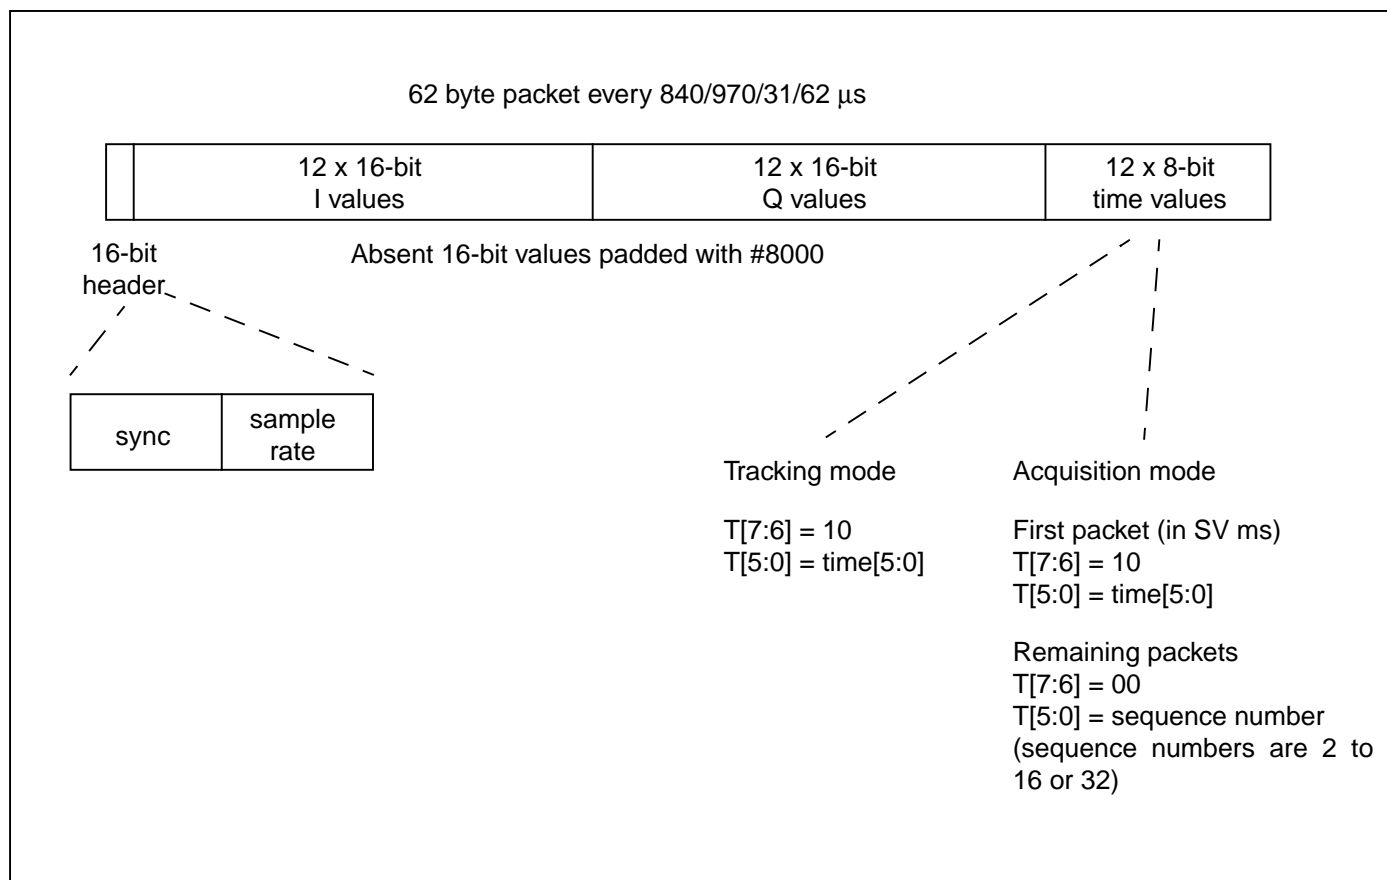 62 byte packet every 840/970/31/62 μs
12 x 16-bit
I values
12 x 16-bit
Q values
12 x 8-bit
time values
16-bit
header
Absent 16-bit values padded with #8000
sync
sample
rate
Tracking mode
T[7:6] = 10
T[5:0] = time[5:0]
Acquisition mode
First packet (in SV ms)
T[7:6] = 10
T[5:0] = time[5:0]
Remaining packets
T[7:6] = 00
T[5:0] = sequence number
(sequence numbers are 2 to
16 or 32)